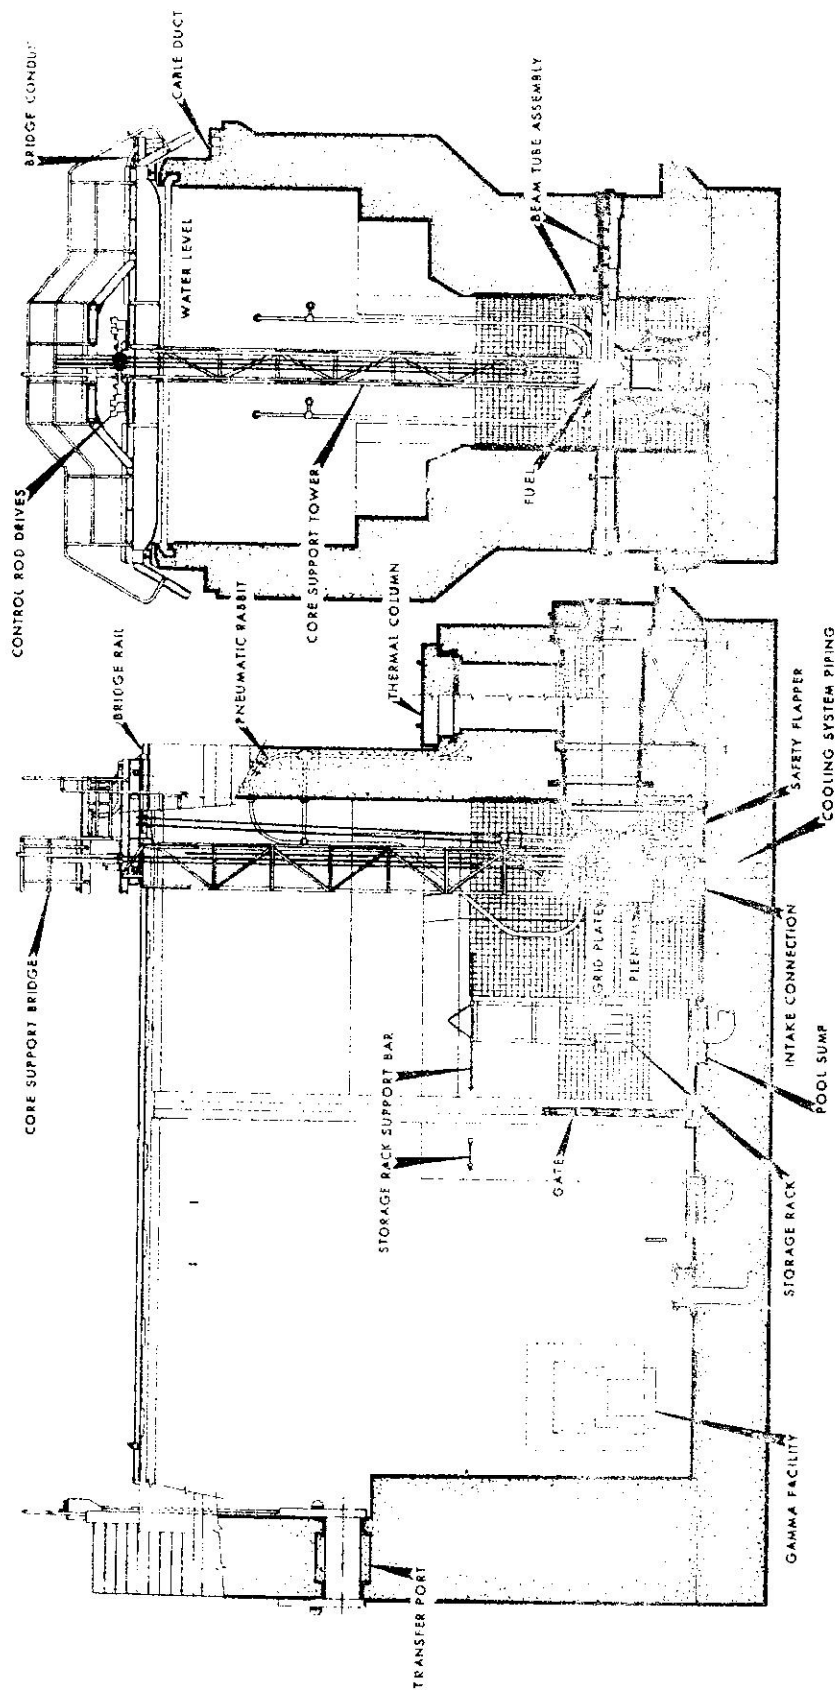 CORE SUPPORT BRIDGE
BRIDGE RAIL
CONTROL ROD DRIVES
BRIDGE CONDUI
CABLE DUCT
WATER LEVEL
PNEUMATIC RABBIT
CORE SUPPORT TOWER
THERMAL COLUMN
TRANSFER PORT
STORAGE RACK SUPPORT BAR
GATE
FUEL
BEAM TUBE ASSEMBLY
GRID PLATE
PLEN
GAMMA FACILITY
STORAGE RACK
POOL SUMP
INTAKE CONNECTION
SAFETY FLAPPER
COOLING SYSTEM PIPING